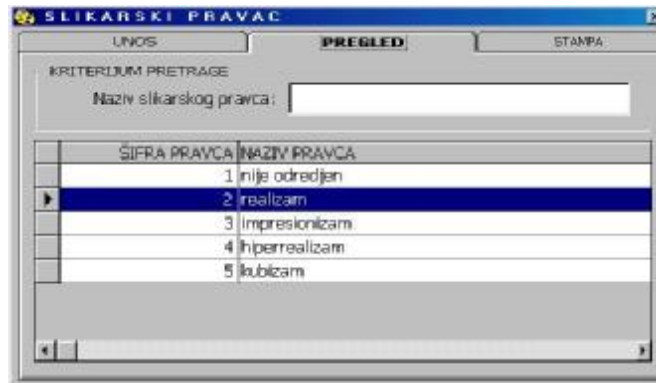 SLIKARSKI PRAVAC
UNOS PREGLED STAMPA
KRITERIJUM PRETRAGE
Naziv slikarskog pravca:
ŠIFRA PRAVCA NAZIV PRAVCA
1 nije odredjen
2 realizam
3 impresionizam
4 hiperrealizam
5 kubizam